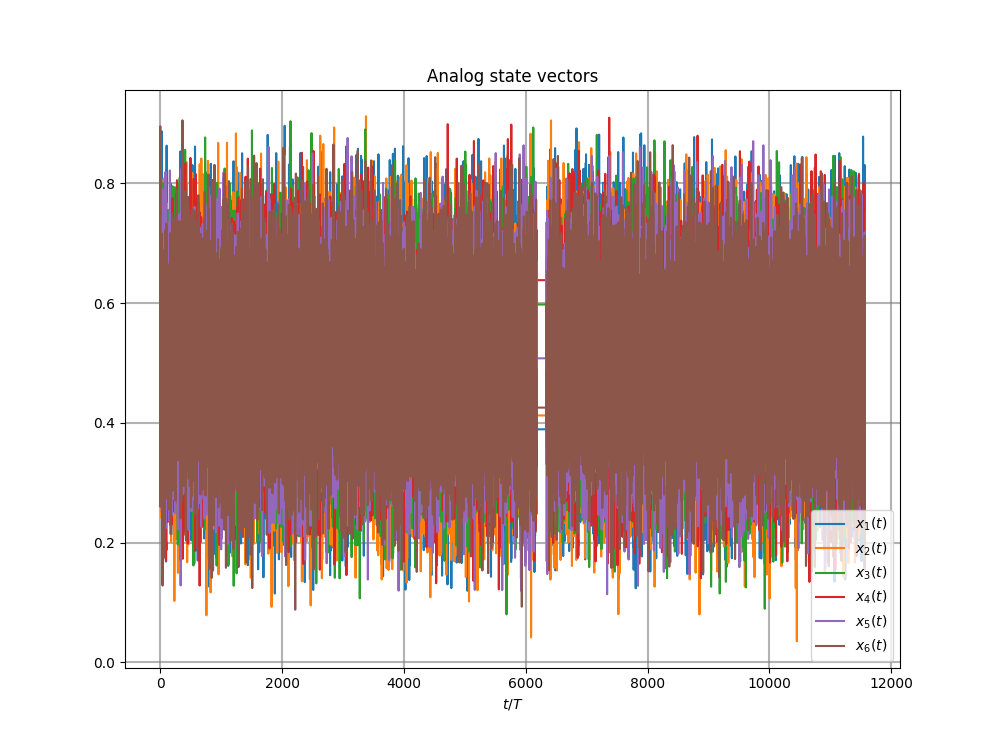 Analog state vectors
0.8
0.6
0.4
0.2
0.0
0 2000 4000 6000 8000 10000 12000
t/T
x₁(t)
x₂(t)
x₃(t)
x₄(t)
x₅(t)
x₆(t)